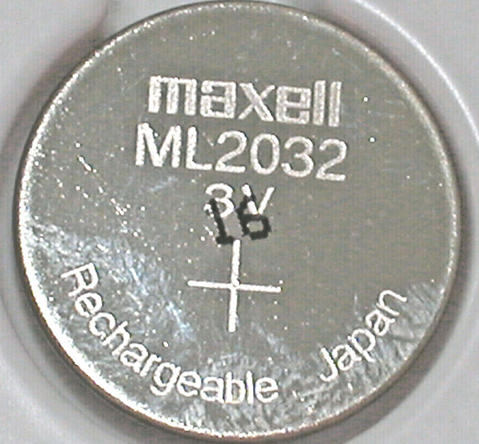 maxell
ML2032
3V
16
+
Rechargeable Japan